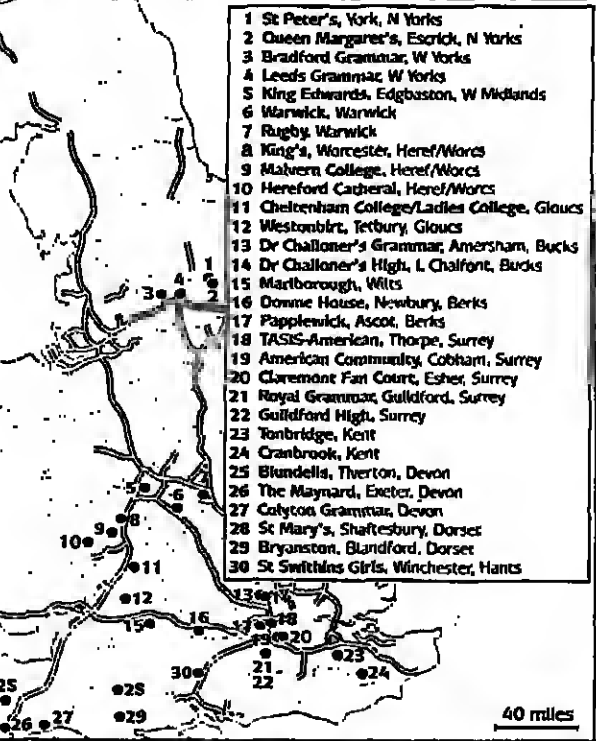 1 St Peter's, York, N Yorks
2 Queen Margaret's, Escrick, N Yorks
3 Bradford Grammar, W Yorks
4 Leeds Grammar, W Yorks
5 King Edwards, Edgbaston, W Midlands
6 Warwick, Warwick
7 Rugby, Warwick
8 King's, Worcester, Heref/Worcs
9 Malvern College, Heref/Worcs
10 Hereford Catheral, Heref/Worcs
11 Cheltenham College/Ladies College, Gloucs
12 Westonbirt, Tetbury, Gloucs
13 Dr Challoner's Grammar, Amersham, Bucks
14 Dr Challoner's High, L Chalfont, Bucks
15 Marlborough, Wilts
16 Downe House, Newbury, Berks
17 Papplewick, Ascot, Berks
18 TASIS-American, Thorpe, Surrey
19 American Community, Cobham, Surrey
20 Claremont Fan Court, Esher, Surrey
21 Royal Grammar, Guildford, Surrey
22 Guildford High, Surrey
23 Tonbridge, Kent
24 Cranbrook, Kent
25 Blundells, Tiverton, Devon
26 The Maynard, Exeter, Devon
27 Colyton Grammar, Devon
28 St Mary's, Shaftesbury, Dorset
29 Bryanston, Blandford, Dorset
30 St Swithins Girls, Winchester, Hants
1
3 4 2
5
6
7
8
9
10
11
12
13 14
15 16 17 18
19 20
21 23
22 24
30
25 28
26 27 29
40 miles